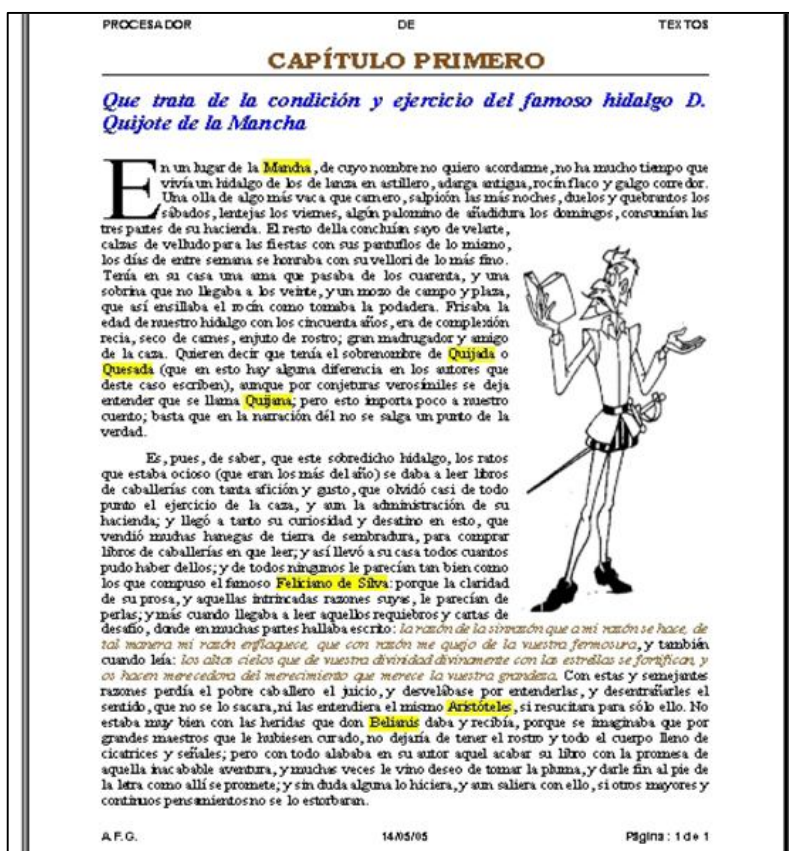 PROCESADOR DE TEXTOS
CAPÍTULO PRIMERO
Que trata de la condición y ejercicio del famoso hidalgo D.
Quijote de la Mancha
En un lugar de la Mancha, de cuyo nombre no quiero acordarme, no ha mucho tiempo que
vivía un hidalgo de los de lanza en astillero, adarga antigua, rocín flaco y galgo corredor.
Una olla de algo más vaca que carnero, salpicón las más noches, duelos y quebrantos los
sábados, lentejas los viernes, algún palomino de añadidura los domingos, consumían las
tres partes de su hacienda. El resto della concluían sayo de velarte,
calzas de velludo para las fiestas con sus pantuflos de lo mismo,
los días de entre semana se honraba con su vellori de lo más fino.
Tenía en su casa una ama que pasaba de los cuarenta, y una
sobrina que no llegaba a los veinte, y un mozo de campo y plaza,
que así ensillaba el rocín como tomaba la podadera. Frisaba la
edad de nuestro hidalgo con los cincuenta años, era de complexión
recia, seco de carnes, enjuto de rostro; gran madrugador y amigo
de la caza. Quieren decir que tenía el sobrenombre de Quijada o
Quesada (que en esto hay alguna diferencia en los autores que
deste caso escriben), aunque por conjeturas verosímiles se deja
entender que se llama Quijana; pero esto importa poco a nuestro
cuento; basta que en la narración dél no se salga un punto de la
verdad.
Es, pues, de saber, que este sobredicho hidalgo, los ratos
que estaba ocioso (que eran los más del año) se daba a leer libros
de caballerías con tanta afición y gusto, que olvidó casi de todo
punto el ejercicio de la caza, y aun la administración de su
hacienda; y llegó a tanto su curiosidad y desatino en esto, que
vendió muchas hanegas de tierra de sembradura, para comprar
libros de caballerías en que leer; y así llevó a su casa todos cuantos
pudo haber dellos; y de todos ningunos le parecían tan bien como
los que compuso el famoso Feliciano de Silva: porque la claridad
de su prosa, y aquellas intrincadas razones suyas, le parecían de
perlas; y más cuando llegaba a leer aquellos requiebros y cartas de
desafío, donde en muchas partes hallaba escrito: la razón de la sinrazón que a mi razón se hace, de
tal manera mi razón enflaquece, que con razón me quejo de la vuestra fermosura, y también
cuando leía: los altos cielos que de vuestra divinidad divinamente con las estrellas se fortifican, y
os hacen merecedora del merecimiento que merece la vuestra grandeza. Con estas y semejantes
razones perdía el pobre caballero el juicio, y desvelábase por entenderlas, y desentrañarles el
sentido, que no se lo sacara, ni las entendiera el mismo Aristóteles, si resucitara para sólo ello. No
estaba muy bien con las heridas que don Belianis daba y recibía, porque se imaginaba que por
grandes maestros que le hubiesen curado, no dejaría de tener el rostro y todo el cuerpo lleno de
cicatrices y señales; pero con todo alababa en su autor aquel acabar su libro con la promesa de
aquella inacabable aventura, y muchas veces le vino deseo de tomar la pluma, y darle fin al pie de
la letra como allí se promete; y sin duda alguna lo hiciera, y aun saliera con ello, si otros mayores y
continuos pensamientos no se lo estorbaran.
A.F.G. 14/05/05 Página : 1 de 1